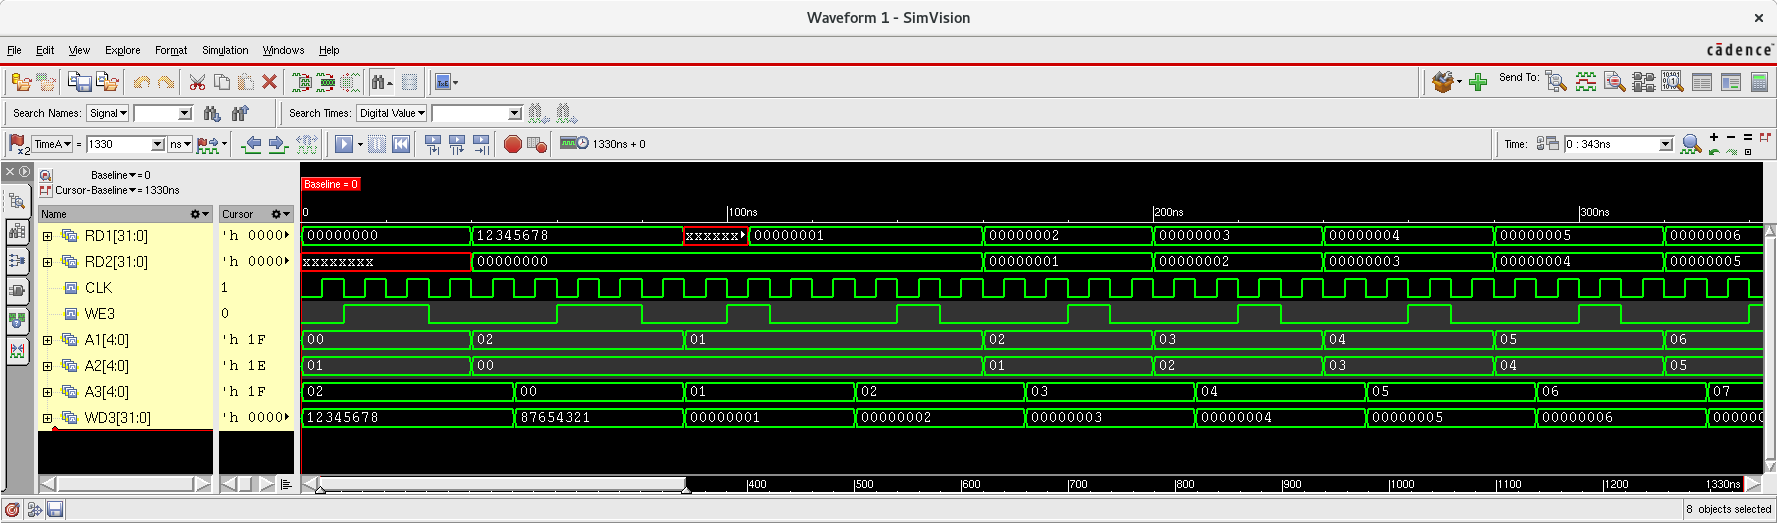 Waveform 1 - SimVision
File Edit View Explore Format Simulation Windows Help
cādence™
Send To:
Search Names: Signal Search Times: Digital Value
x2 TimeA = 1330 ns 1330ns + 0 Time: 0 : 343ns
Baseline = 0
Cursor-Baseline = 1330ns
Baseline = 0
Name Cursor 0 100ns 200ns 300ns
RD1[31:0] 'h 0000 00000000 12345678 xxxxxx 00000001 00000002 00000003 00000004 00000005 00000006
RD2[31:0] 'h 0000 xxxxxxxx 00000000 00000001 00000002 00000003 00000004 00000005
CLK 1
WE3 0
A1[4:0] 'h 1F 00 02 01 02 03 04 05 06
A2[4:0] 'h 1E 01 00 01 02 03 04 05
A3[4:0] 'h 1F 02 00 01 02 03 04 05 06 07
WD3[31:0] 'h 0000 12345678 87654321 00000001 00000002 00000003 00000004 00000005 00000006 000000
400 500 600 700 800 900 1000 1100 1200 1330ns
8 objects selected